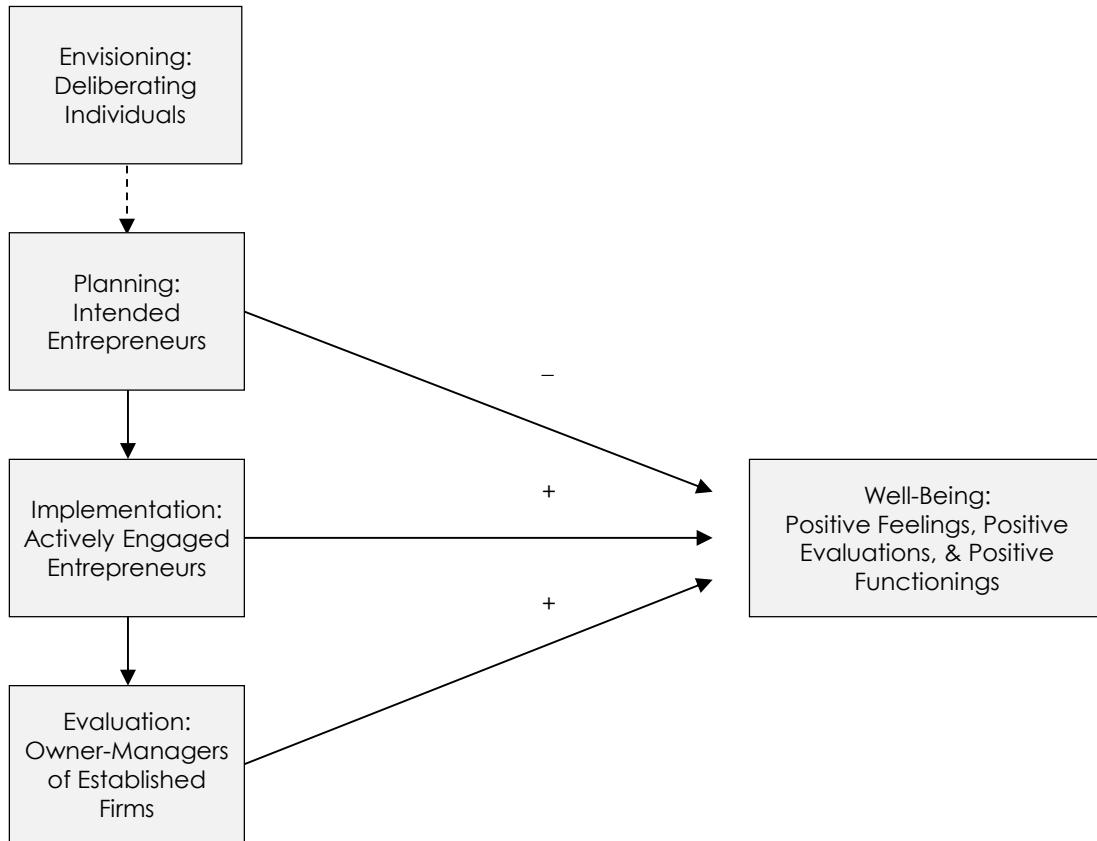 Envisioning:
Deliberating
Individuals
Planning:
Intended
Entrepreneurs
–
Implementation:
Actively Engaged
Entrepreneurs
+
Well-Being:
Positive Feelings, Positive
Evaluations, & Positive
Functionings
+
Evaluation:
Owner-Managers
of Established
Firms